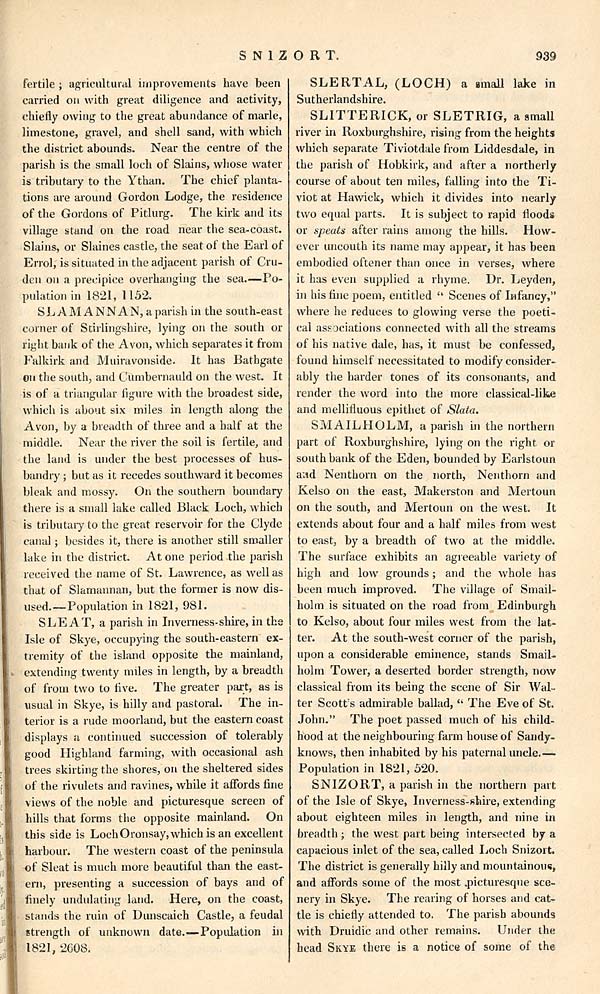 SNIZORT. 939
fertile ; agricultural improvements have been
carried on with great diligence and activity,
chiefly owing to the great abundance of marle,
limestone, gravel, and shell sand, with which
the district abounds. Near the centre of the
parish is the small loch of Slains, whose water
is tributary to the Ythan. The chief planta-
tions are around Gordon Lodge, the residence
of the Gordons of Pitlurg. The kirk and its
village stand on the road near the sea-coast.
Slains, or Slaines castle, the seat of the Earl of
Errol, is situated in the adjacent parish of Cru-
den on a precipice overhanging the sea.—Po-
pulation in 1821, 1152.
SLAMANNAN, a parish in the south-east
corner of Stirlingshire, lying on the south or
right bank of the Avon, which separates it from
Falkirk and Muiravonside. It has Bathgate
on the south, and Cumbernauld on the west. It
is of a triangular figure with the broadest side,
which is about six miles in length along the
Avon, by a breadth of three and a half at the
middle. Near the river the soil is fertile, and
the land is under the best processes of hus-
bandry ; but as it recedes southward it becomes
bleak and mossy. On the southern boundary
there is a small lake called Black Loch, which
is tributary to the great reservoir for the Clyde
canal ; besides it, there is another still smaller
lake in the district. At one period the parish
received the name of St. Lawrence, as well as
that of Slamannan, but the former is now dis-
used.—Population in 1821, 981.
SLEAT, a parish in Inverness-shire, in the
Isle of Skye, occupying the south-eastern ex-
tremity of the island opposite the mainland,
extending twenty miles in length, by a breadth
of from two to five. The greater part, as is
usual in Skye, is hilly and pastoral. The in-
terior is a rude moorland, but the eastern coast
displays a continued succession of tolerably
good Highland farming, with occasional ash
trees skirting the shores, on the sheltered sides
of the rivulets and ravines, while it affords fine
views of the noble and picturesque screen of
hills that forms the opposite mainland. On
this side is Loch Oronsay, which is an excellent
harbour. The western coast of the peninsula
of Sleat is much more beautiful than the east-
ern, presenting a succession of bays and of
finely undulating land. Here, on the coast,
stands the ruin of Dunscaich Castle, a feudal
strength of unknown date.—Population in
1821, 2608.
SLERTAL, (LOCH) a small lake in
Sutherlandshire.
SLITTERICK, or SLETRIG, a small
river in Roxburghshire, rising from the heights
which separate Tiviotdale from Liddesdale, in
the parish of Hobkirk, and after a northerly
course of about ten miles, falling into the Ti-
viot at Hawick, which it divides into nearly
two equal parts. It is subject to rapid floods
or speats after rains among the hills. How-
ever uncouth its name may appear, it has been
embodied oftener than once in verses, where
it has even supplied a rhyme. Dr. Leyden,
in his fine poem, entitled “ Scenes of Infancy,”
where he reduces to glowing verse the poeti-
cal associations connected with all the streams
of his native dale, has, it must be confessed,
found himself necessitated to modify consider-
ably the harder tones of its consonants, and
render the word into the more classical-like
and mellifluous epithet of Slata.
SMAILHOLM, a parish in the northern
part of Roxburghshire, lying on the right or
south bank of the Eden, bounded by Earlstoun
and Nenthorn on the north, Nenthorn and
Kelso on the east, Makerston and Mertoun
on the south, and Mertoun on the west. It
extends about four and a half miles from west
to east, by a breadth of two at the middle.
The surface exhibits an agreeable variety of
high and low grounds ; and the whole has
been much improved. The village of Smail-
holm is situated on the road from Edinburgh
to Kelso, about four miles west from the lat-
ter. At the south-west corner of the parish,
upon a considerable eminence, stands Smail-
holm Tower, a deserted border strength, now
classical from its being the scene of Sir Wal-
ter Scott's admirable ballad, “ The Eve of St.
John.” The poet passed much of his child-
hood at the neighbouring farm house of Sandy-
knows, then inhabited by his paternal uncle.—
Population in 1821, 520.
SNIZORT, a parish in the northern part
of the Isle of Skye, Inverness-shire, extending
about eighteen miles in length, and nine in
breadth ; the west part being intersected by a
capacious inlet of the sea, called Loch Snizort.
The district is generally hilly and mountainous,
and affords some of the most picturesque sce-
nery in Skye. The rearing of horses and cat-
tle is chiefly attended to. The parish abounds
with Druidic and other remains. Under the
head SKYE there is a notice of some of the